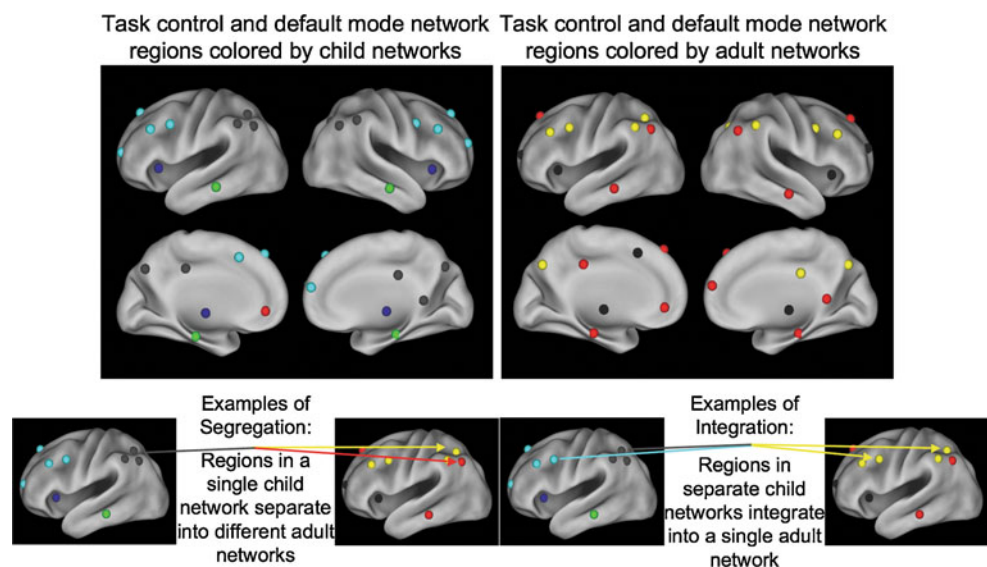 Task control and default mode network
regions colored by child networks
Task control and default mode network
regions colored by adult networks
Examples of
Segregation:
Regions in a
single child
network separate
into different adult
networks
Examples of
Integration:
Regions in
separate child
networks integrate
into a single adult
network